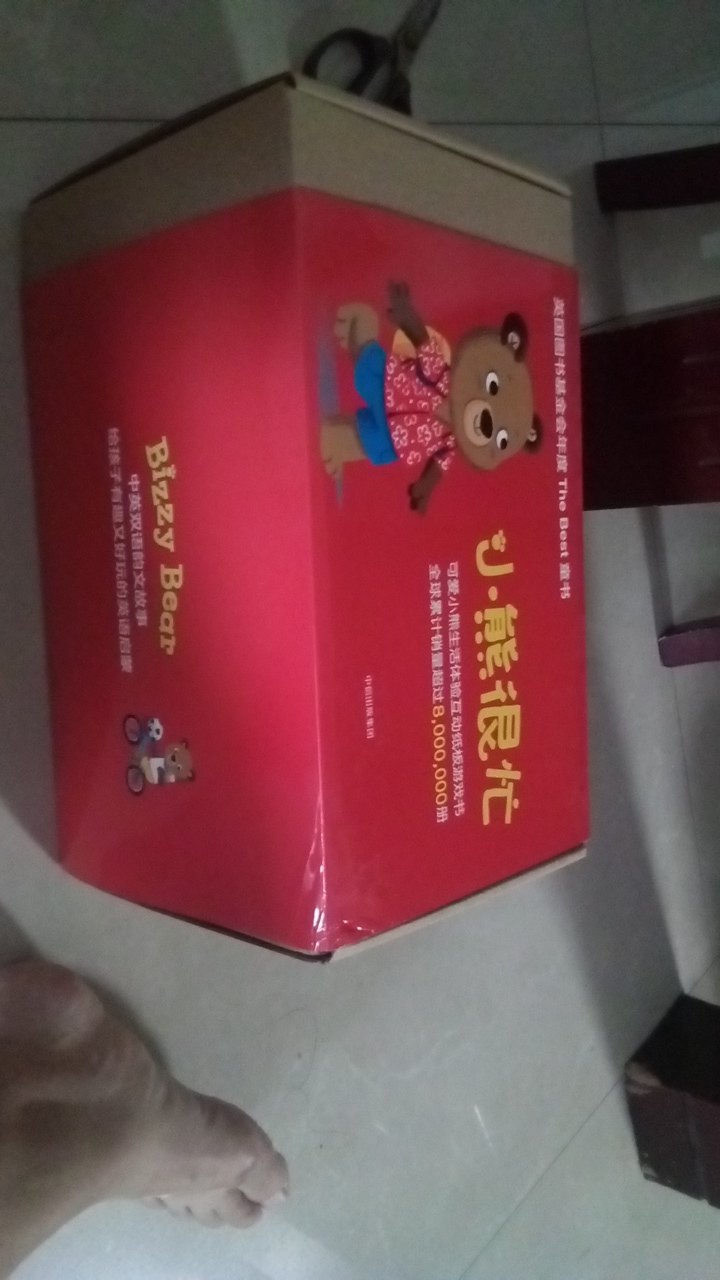 英国图书基金会年度 The Best 童书
小熊很忙
可爱小熊生活体验互动纸板游戏书
全球累计销量超过8,000,000册
中信出版集团
Bizzy Bear
中英双语的文故事
给孩子有趣又好玩的英语启蒙